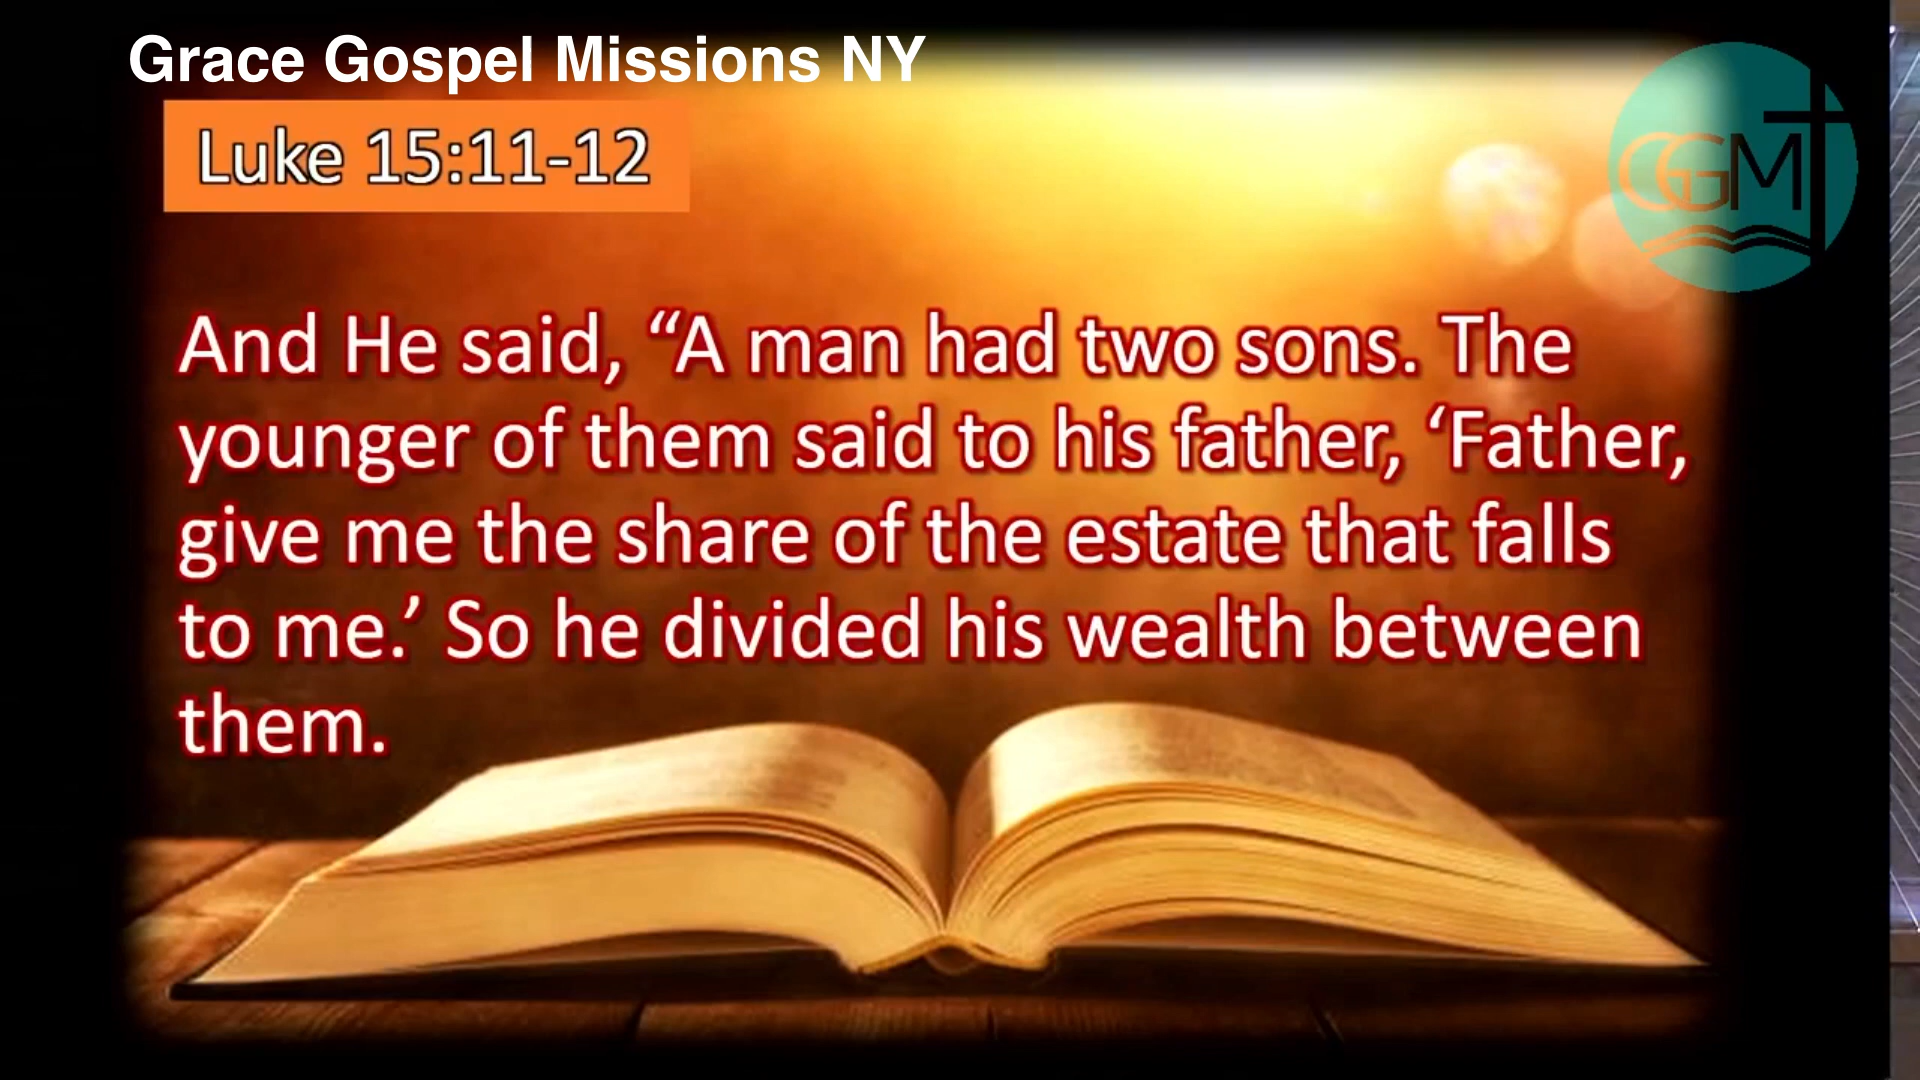 Grace Gospel Missions NY
Luke 15:11-12
GGM
And He said, “A man had two sons. The
younger of them said to his father, ‘Father,
give me the share of the estate that falls
to me.’ So he divided his wealth between
them.